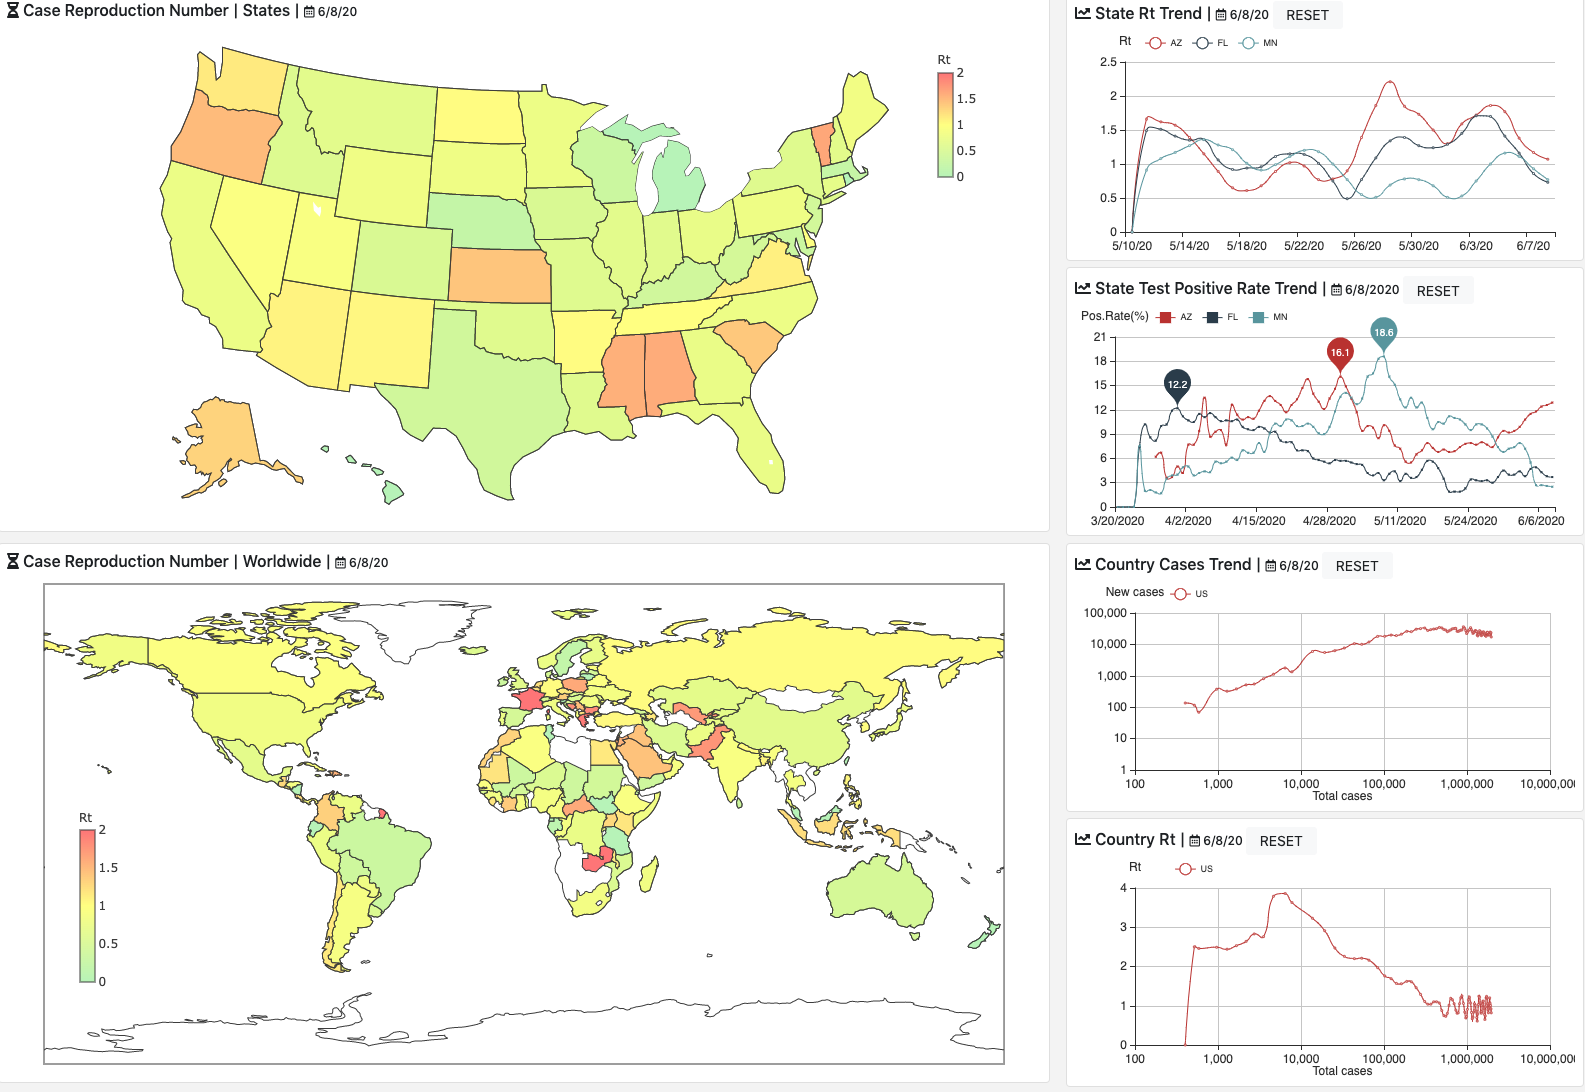 Case Reproduction Number | States | 6/8/20
Rt
2
1.5
1
0.5
0
State Rt Trend | 6/8/20 RESET
Rt AZ FL MN
2.5
2
1.5
1
0.5
0
5/10/20 5/14/20 5/18/20 5/22/20 5/26/20 5/30/20 6/3/20 6/7/20
State Test Positive Rate Trend | 6/8/2020 RESET
Pos.Rate(%) AZ FL MN
21
18
15
12
9
6
3
0
12.2
16.1
18.6
3/20/2020 4/2/2020 4/15/2020 4/28/2020 5/11/2020 5/24/2020 6/6/2020
Case Reproduction Number | Worldwide | 6/8/20
Rt
2
1.5
1
0.5
0
Country Cases Trend | 6/8/20 RESET
New cases US
100,000
10,000
1,000
100
10
1
100 1,000 10,000 100,000 1,000,000 10,000,00
Total cases
Country Rt | 6/8/20 RESET
Rt US
4
3
2
1
0
100 1,000 10,000 100,000 1,000,000 10,000,00
Total cases